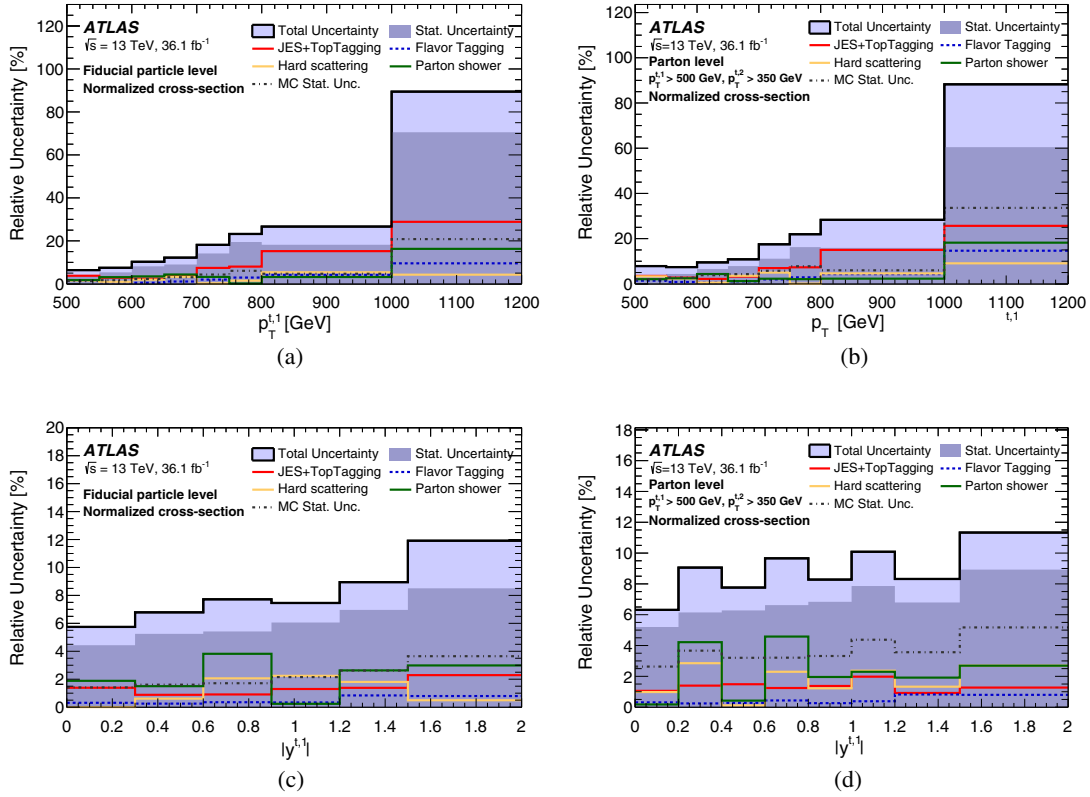 ATLAS
√s = 13 TeV, 36.1 fb⁻¹
Fiducial particle level
Normalized cross-section
Total Uncertainty
Stat. Uncertainty
JES+TopTagging
Flavor Tagging
Hard scattering
Parton shower
MC Stat. Unc.
Relative Uncertainty [%]
0 20 40 60 80 100 120
500 600 700 800 900 1000 1100 1200
p_T^{t,1} [GeV]
(a)
ATLAS
√s=13 TeV, 36.1 fb⁻¹
Parton level
p_T^{t,1} > 500 GeV, p_T^{t,2} > 350 GeV
Normalized cross-section
Total Uncertainty
Stat. Uncertainty
JES+TopTagging
Flavor Tagging
Hard scattering
Parton shower
MC Stat. Unc.
Relative Uncertainty [%]
0 20 40 60 80 100 120
500 600 700 800 900 1000 1100 1200
p_T GeV t,1
(b)
ATLAS
√s = 13 TeV, 36.1 fb⁻¹
Fiducial particle level
Normalized cross-section
Total Uncertainty
Stat. Uncertainty
JES+TopTagging
Flavor Tagging
Hard scattering
Parton shower
MC Stat. Unc.
Relative Uncertainty [%]
0 2 4 6 8 10 12 14 16 18 20
0 0.2 0.4 0.6 0.8 1 1.2 1.4 1.6 1.8 2
|y^{t,1}|
(c)
ATLAS
√s=13 TeV, 36.1 fb⁻¹
Parton level
p_T^{t,1} > 500 GeV, p_T^{t,2} > 350 GeV
Normalized cross-section
Total Uncertainty
Stat. Uncertainty
JES+TopTagging
Flavor Tagging
Hard scattering
Parton shower
MC Stat. Unc.
Relative Uncertainty [%]
0 2 4 6 8 10 12 14 16 18
0 0.2 0.4 0.6 0.8 1 1.2 1.4 1.6 1.8 2
|y^{t,1}|
(d)